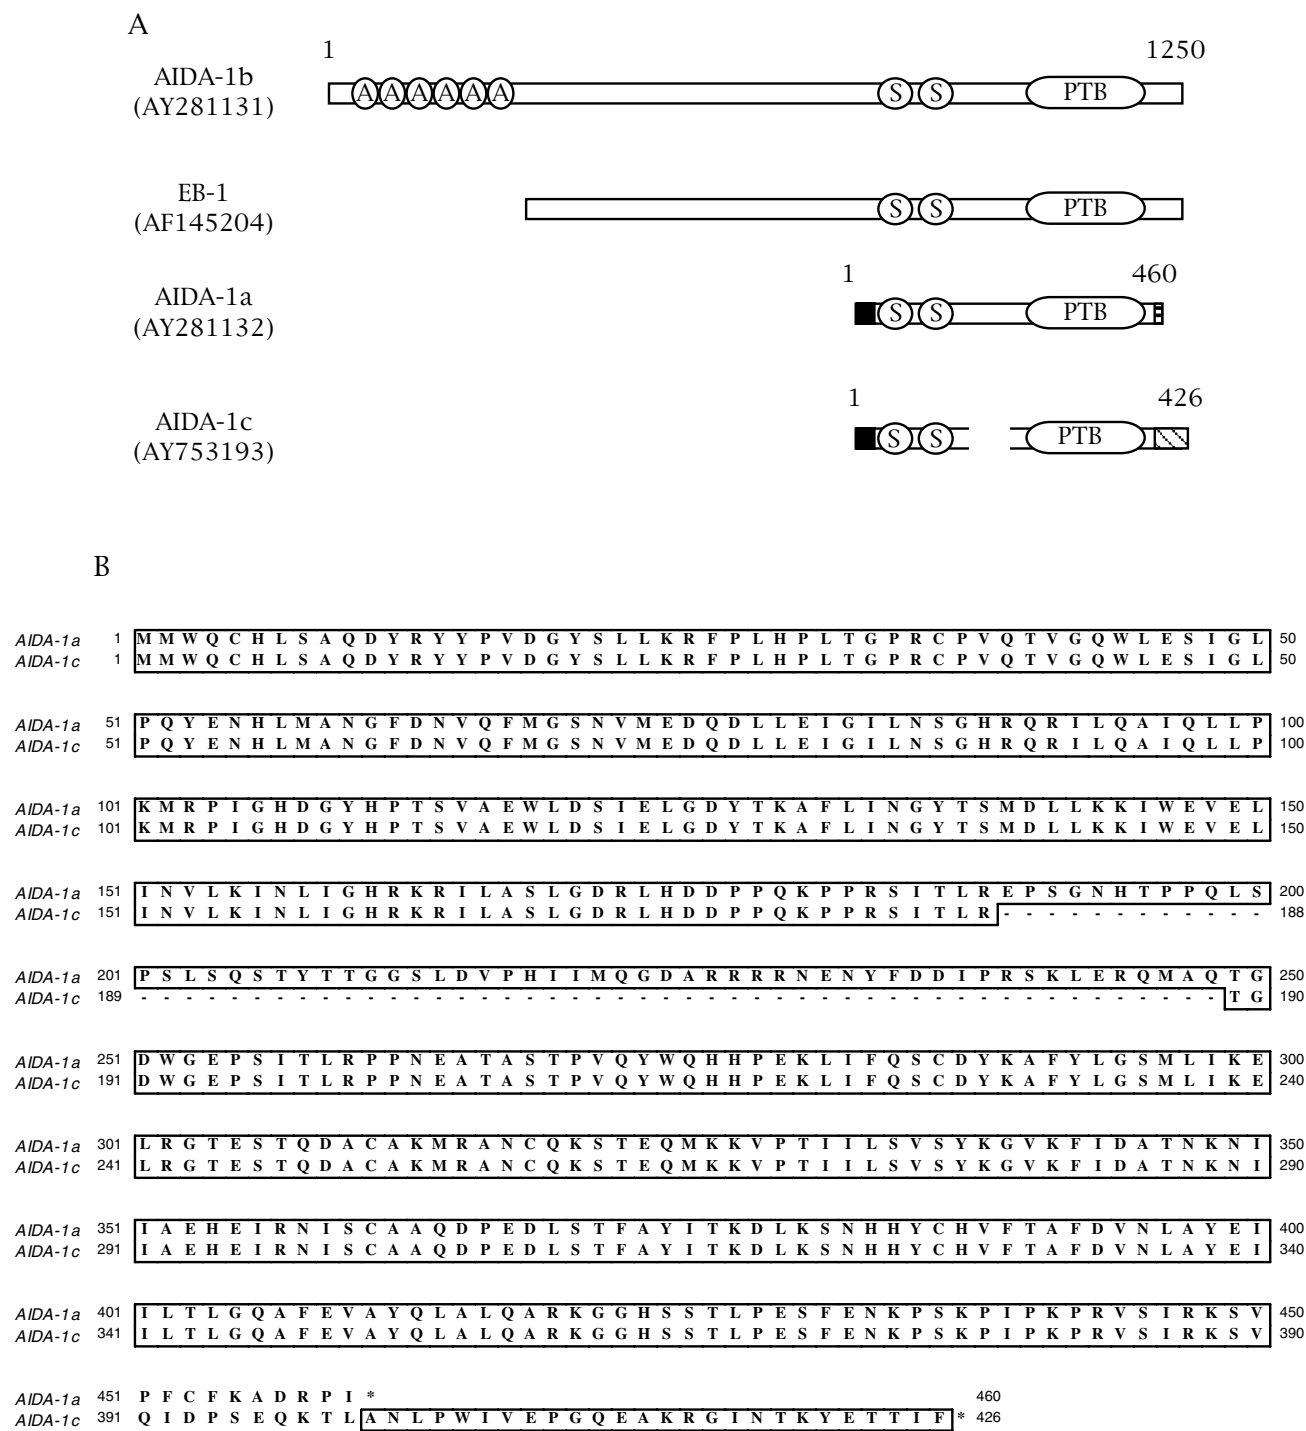 A
1 1250
AIDA-1b
(AY281131)
A A A A A A S S PTB
EB-1
(AF145204)
S S PTB
1 460
AIDA-1a
(AY281132)
S S PTB
1 426
AIDA-1c
(AY753193)
S S PTB
B
AIDA-1a 1 M M W Q C H L S A Q D Y R Y Y P V D G Y S L L K R F P L H P L T G P R C P V Q T V G Q W L E S I G L 50
AIDA-1c 1 M M W Q C H L S A Q D Y R Y Y P V D G Y S L L K R F P L H P L T G P R C P V Q T V G Q W L E S I G L 50
AIDA-1a 51 P Q Y E N H L M A N G F D N V Q F M G S N V M E D Q D L L E I G I L N S G H R Q R I L Q A I Q L L P 100
AIDA-1c 51 P Q Y E N H L M A N G F D N V Q F M G S N V M E D Q D L L E I G I L N S G H R Q R I L Q A I Q L L P 100
AIDA-1a 101 K M R P I G H D G Y H P T S V A E W L D S I E L G D Y T K A F L I N G Y T S M D L L K K I W E V E L 150
AIDA-1c 101 K M R P I G H D G Y H P T S V A E W L D S I E L G D Y T K A F L I N G Y T S M D L L K K I W E V E L 150
AIDA-1a 151 I N V L K I N L I G H R K R I L A S L G D R L H D D P P Q K P P R S I T L R E P S G N H T P P Q L S 200
AIDA-1c 151 I N V L K I N L I G H R K R I L A S L G D R L H D D P P Q K P P R S I T L R - - - - - - - - - - - - 188
AIDA-1a 201 P S L S Q S T Y T T G G S L D V P H I I M Q G D A R R R R N E N Y F D D I P R S K L E R Q M A Q T G 250
AIDA-1c 189 - - - - - - - - - - - - - - - - - - - - - - - - - - - - - - - - - - - - - - - - - - - - - - - - T G 190
AIDA-1a 251 D W G E P S I T L R P P N E A T A S T P V Q Y W Q H H P E K L I F Q S C D Y K A F Y L G S M L I K E 300
AIDA-1c 191 D W G E P S I T L R P P N E A T A S T P V Q Y W Q H H P E K L I F Q S C D Y K A F Y L G S M L I K E 240
AIDA-1a 301 L R G T E S T Q D A C A K M R A N C Q K S T E Q M K K V P T I I L S V S Y K G V K F I D A T N K N I 350
AIDA-1c 241 L R G T E S T Q D A C A K M R A N C Q K S T E Q M K K V P T I I L S V S Y K G V K F I D A T N K N I 290
AIDA-1a 351 I A E H E I R N I S C A A Q D P E D L S T F A Y I T K D L K S N H H Y C H V F T A F D V N L A Y E I 400
AIDA-1c 291 I A E H E I R N I S C A A Q D P E D L S T F A Y I T K D L K S N H H Y C H V F T A F D V N L A Y E I 340
AIDA-1a 401 I L T L G Q A F E V A Y Q L A L Q A R K G G H S S T L P E S F E N K P S K P I P K P R V S I R K S V 450
AIDA-1c 341 I L T L G Q A F E V A Y Q L A L Q A R K G G H S S T L P E S F E N K P S K P I P K P R V S I R K S V 390
AIDA-1a 451 P F C F K A D R P I * 460
AIDA-1c 391 Q I D P S E Q K T L A N L P W I V E P G Q E A K R G I N T K Y E T T I F * 426